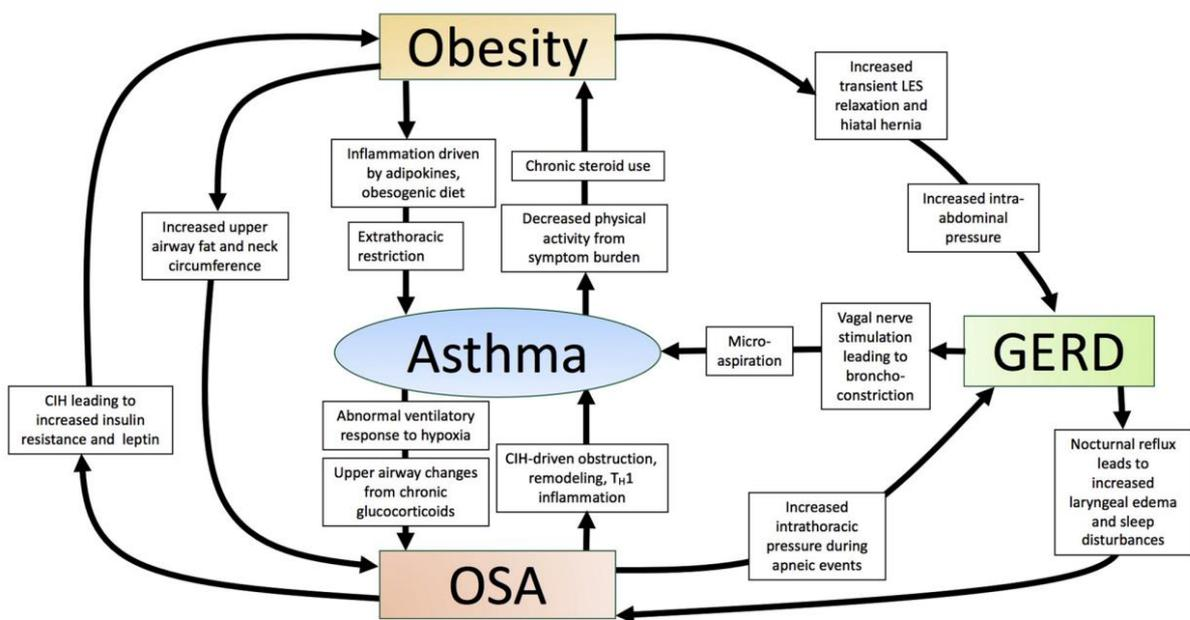 Obesity
Increased
transient LES
relaxation and
hiatal hernia
Inflammation driven
by adipokines,
obesogenic diet
Chronic steroid use
Increased intra-
abdominal
pressure
Increased upper
airway fat and neck
circumference
Extrathoracic
restriction
Decreased physical
activity from
symptom burden
Asthma
Micro-
aspiration
Vagal nerve
stimulation
leading to
broncho-
constriction
GERD
CIH leading to
increased insulin
resistance and leptin
Abnormal ventilatory
response to hypoxia
Upper airway changes
from chronic
glucocorticoids
CIH-driven obstruction,
remodeling, TH1
inflammation
Increased
intrathoracic
pressure during
apneic events
Nocturnal reflux
leads to
increased
laryngeal edema
and sleep
disturbances
OSA